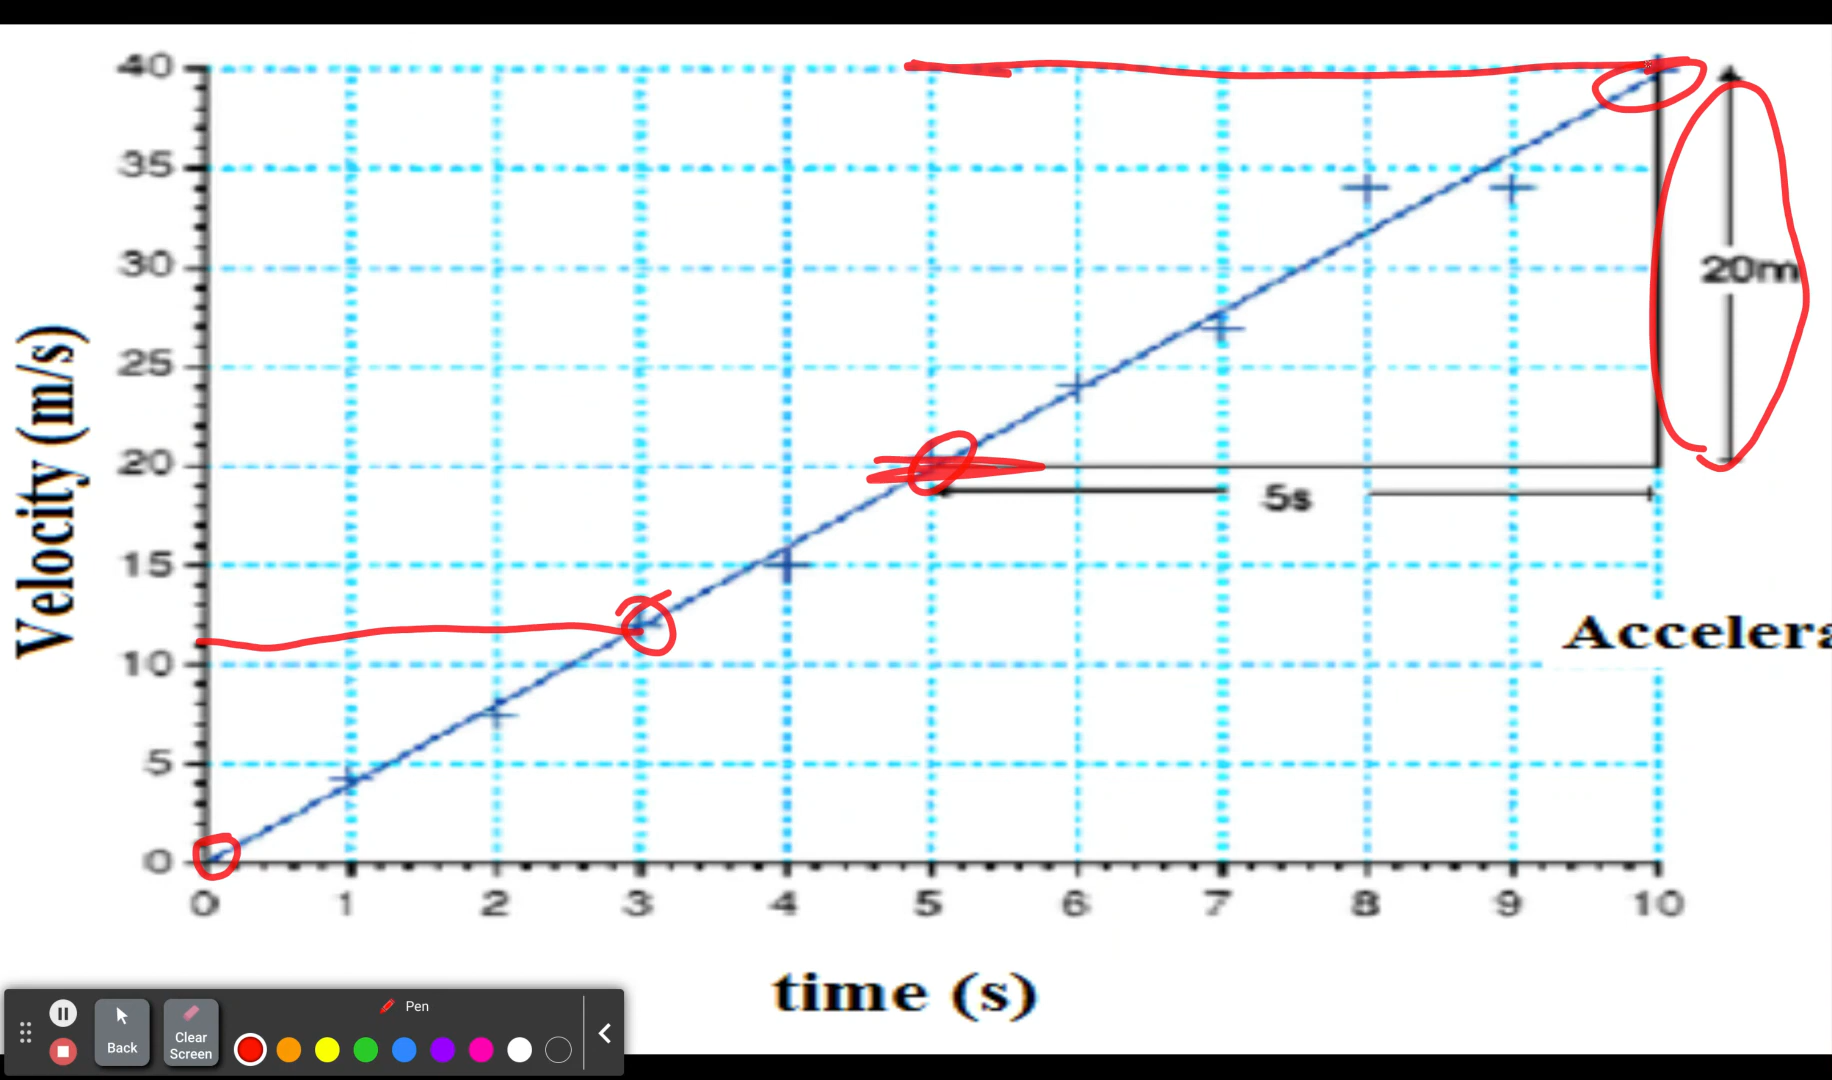 40
35
30
25
20
15
10
5
0
Velocity (m/s)
20m
5s
Accelera
0 1 2 3 4 5 6 7 8 9 10
time (s)
Pen
Back
Clear
Screen